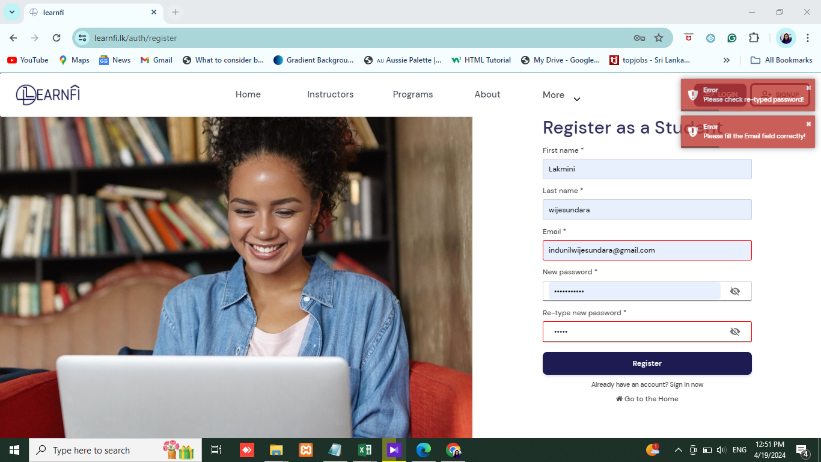 learnfi
learnfi.lk/auth/register
YouTube
Maps
News
Gmail
What to consider b...
Gradient Backgrou...
AU Aussie Palette |...
HTML Tutorial
My Drive - Google...
topjobs - Sri Lanka...
All Bookmarks
LEARNFI
Home
Instructors
Programs
About
More
Error
Please check re-typed password!
Error
Please fill the Email field correctly!
Register as a Student
First name *
Lakmini
Last name *
wijesundara
Email *
indunilwijesundara@gmail.com
New password *
Re-type new password *
Register
Already have an account? Sign in now
Go to the Home
Type here to search
ENG
12:51 PM
4/19/2024
4